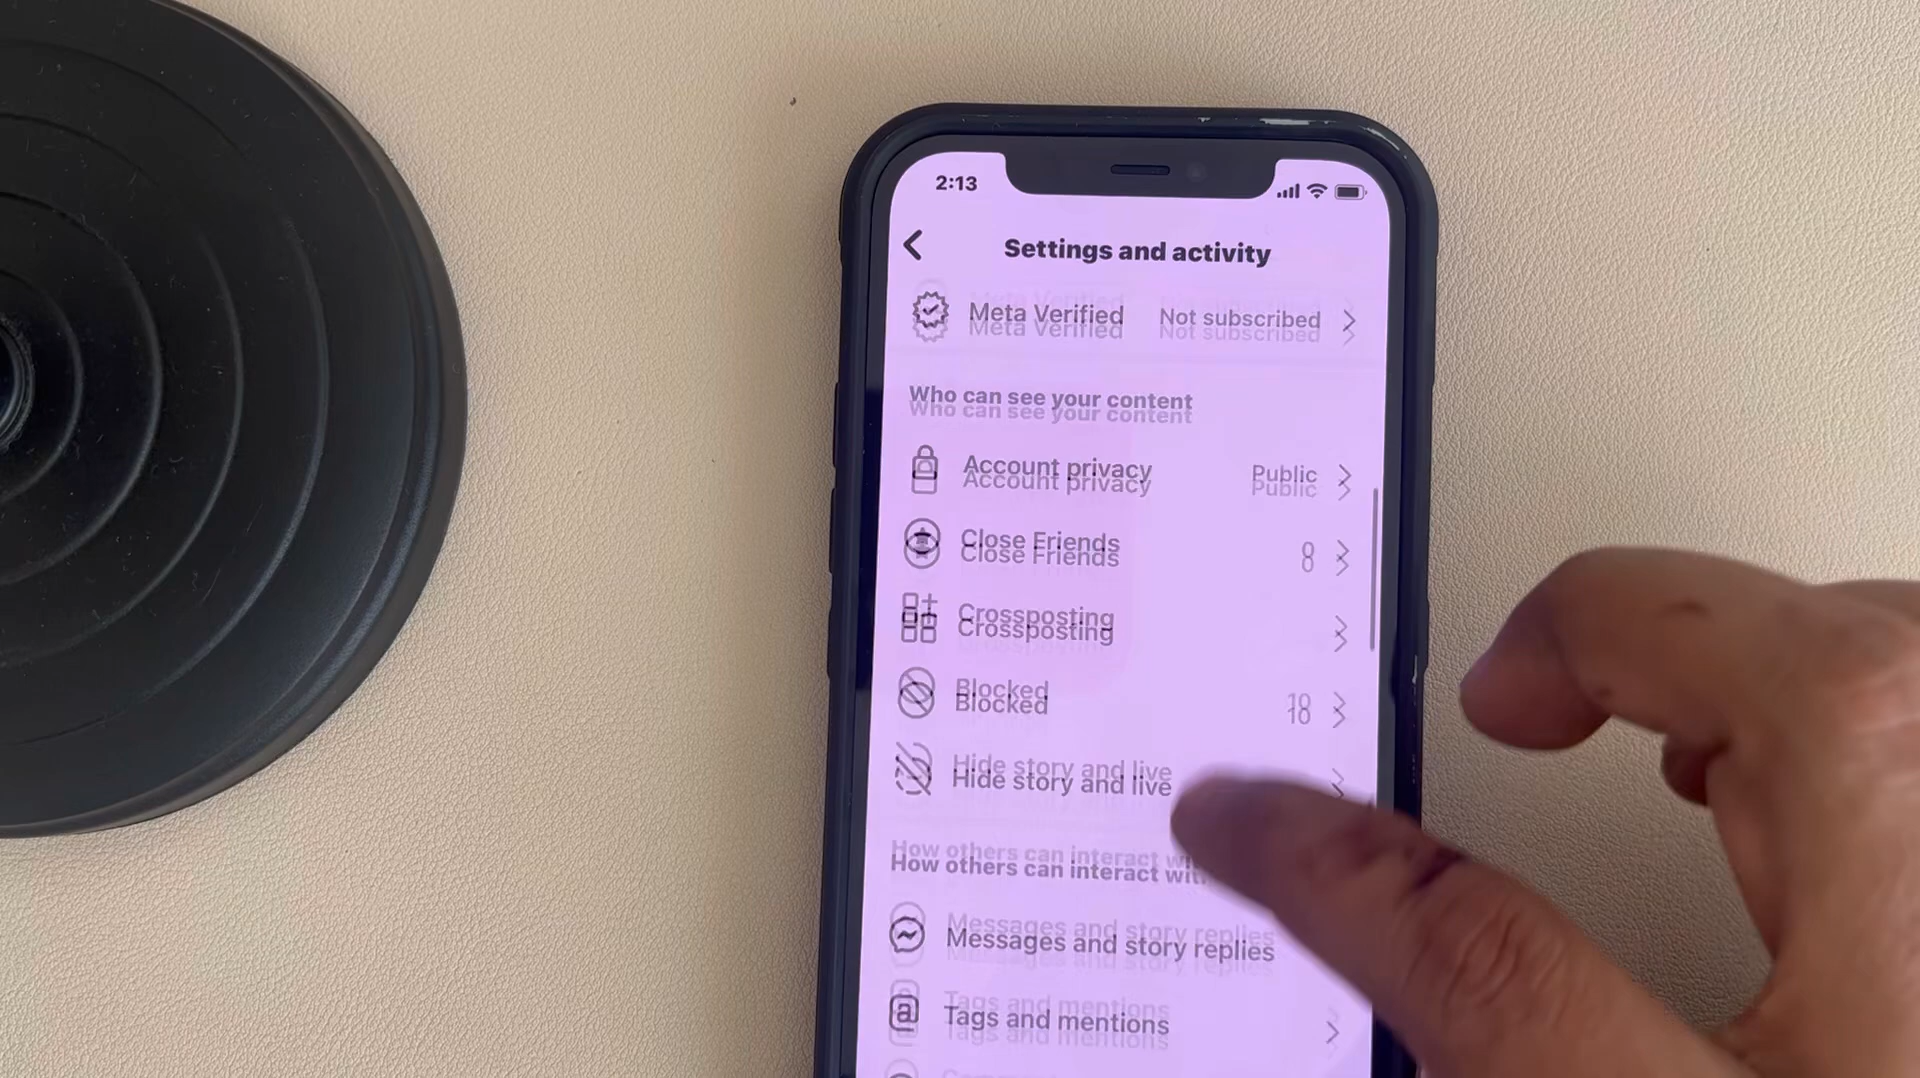 2:13
Settings and activity
Meta Verified Not subscribed
Who can see your content
Account privacy Public
Close Friends 8
Crossposting
Blocked
Hide story and live
How others can interact with
Messages and story replies
Tags and mentions